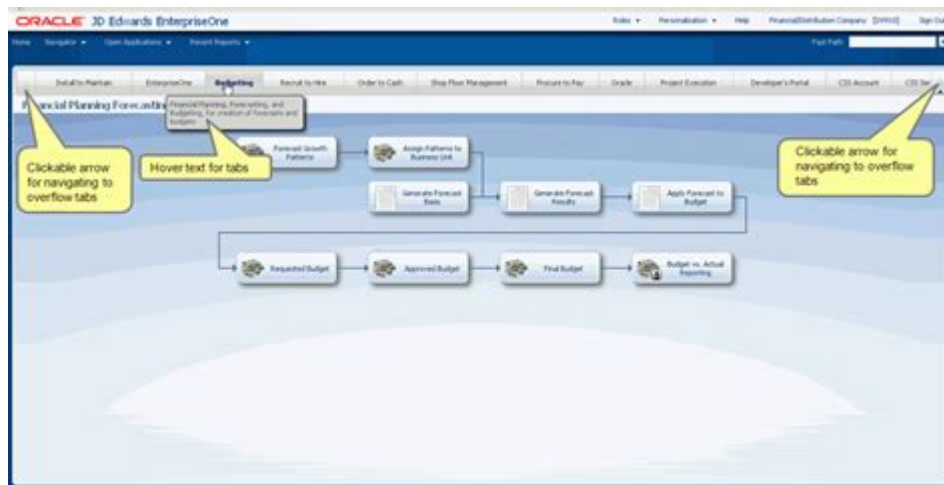 ORACLE JD Edwards EnterpriseOne
Roles Personalization Help Financial/Distribution Company Sign Out
Home Navigator Open Applications Recent Reports Fast Path
Install to Maintain EnterpriseOne Budgeting Recruit to Hire Order to Cash Shop Floor Management Procure to Pay Grade Project Execution Developer's Portal CSS Account
Financial Planning Forecasting
Financial Planning, Forecasting, and
Budgeting, for creation of forecasts and
budgets
Clickable arrow
for navigating to
overflow tabs
Hover text for tabs
Clickable arrow for
navigating to overflow
tabs
Forecast Growth
Patterns
Assign Patterns to
Business Unit
Generate Forecast
Basis
Generate Forecast
Results
Apply Forecast to
Budget
Requested Budget
Approved Budget
Final Budget
Budget vs. Actual
Reporting